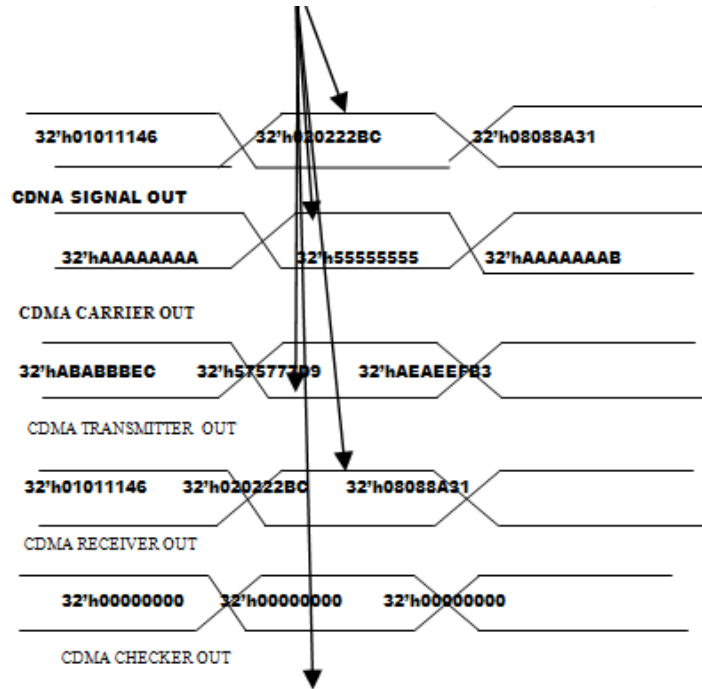 32'h01011146 32'h020222BC 32'h08088A31
CDNA SIGNAL OUT
32'hAAAAAAAA 32'h55555555 32'hAAAAAAAB
CDMA CARRIER OUT
32'hABABBBEC 32'hAEAEEFB3
CDMA TRANSMITTER OUT
32'h01011146 32'h020222BC 32'h08088A31
CDMA RECEIVER OUT
32'h00000000 32'h00000000 32'h00000000
CDMA CHECKER OUT